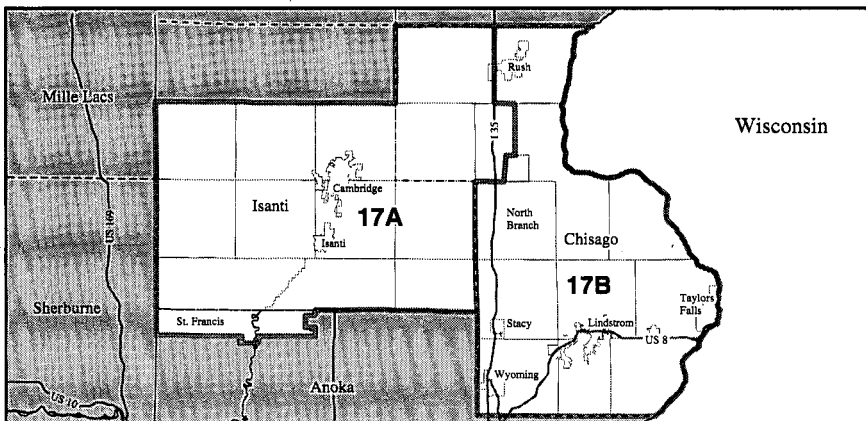 Rush
Mille Lacs
Wisconsin
I 35
Cambridge
Isanti
17A
North
Branch
Chisago
US 169
Isanti
17B
Taylors
Falls
Sherburne
St. Francis
Stacy
Lindstrom
US 8
Wyoming
Anoka
US 10